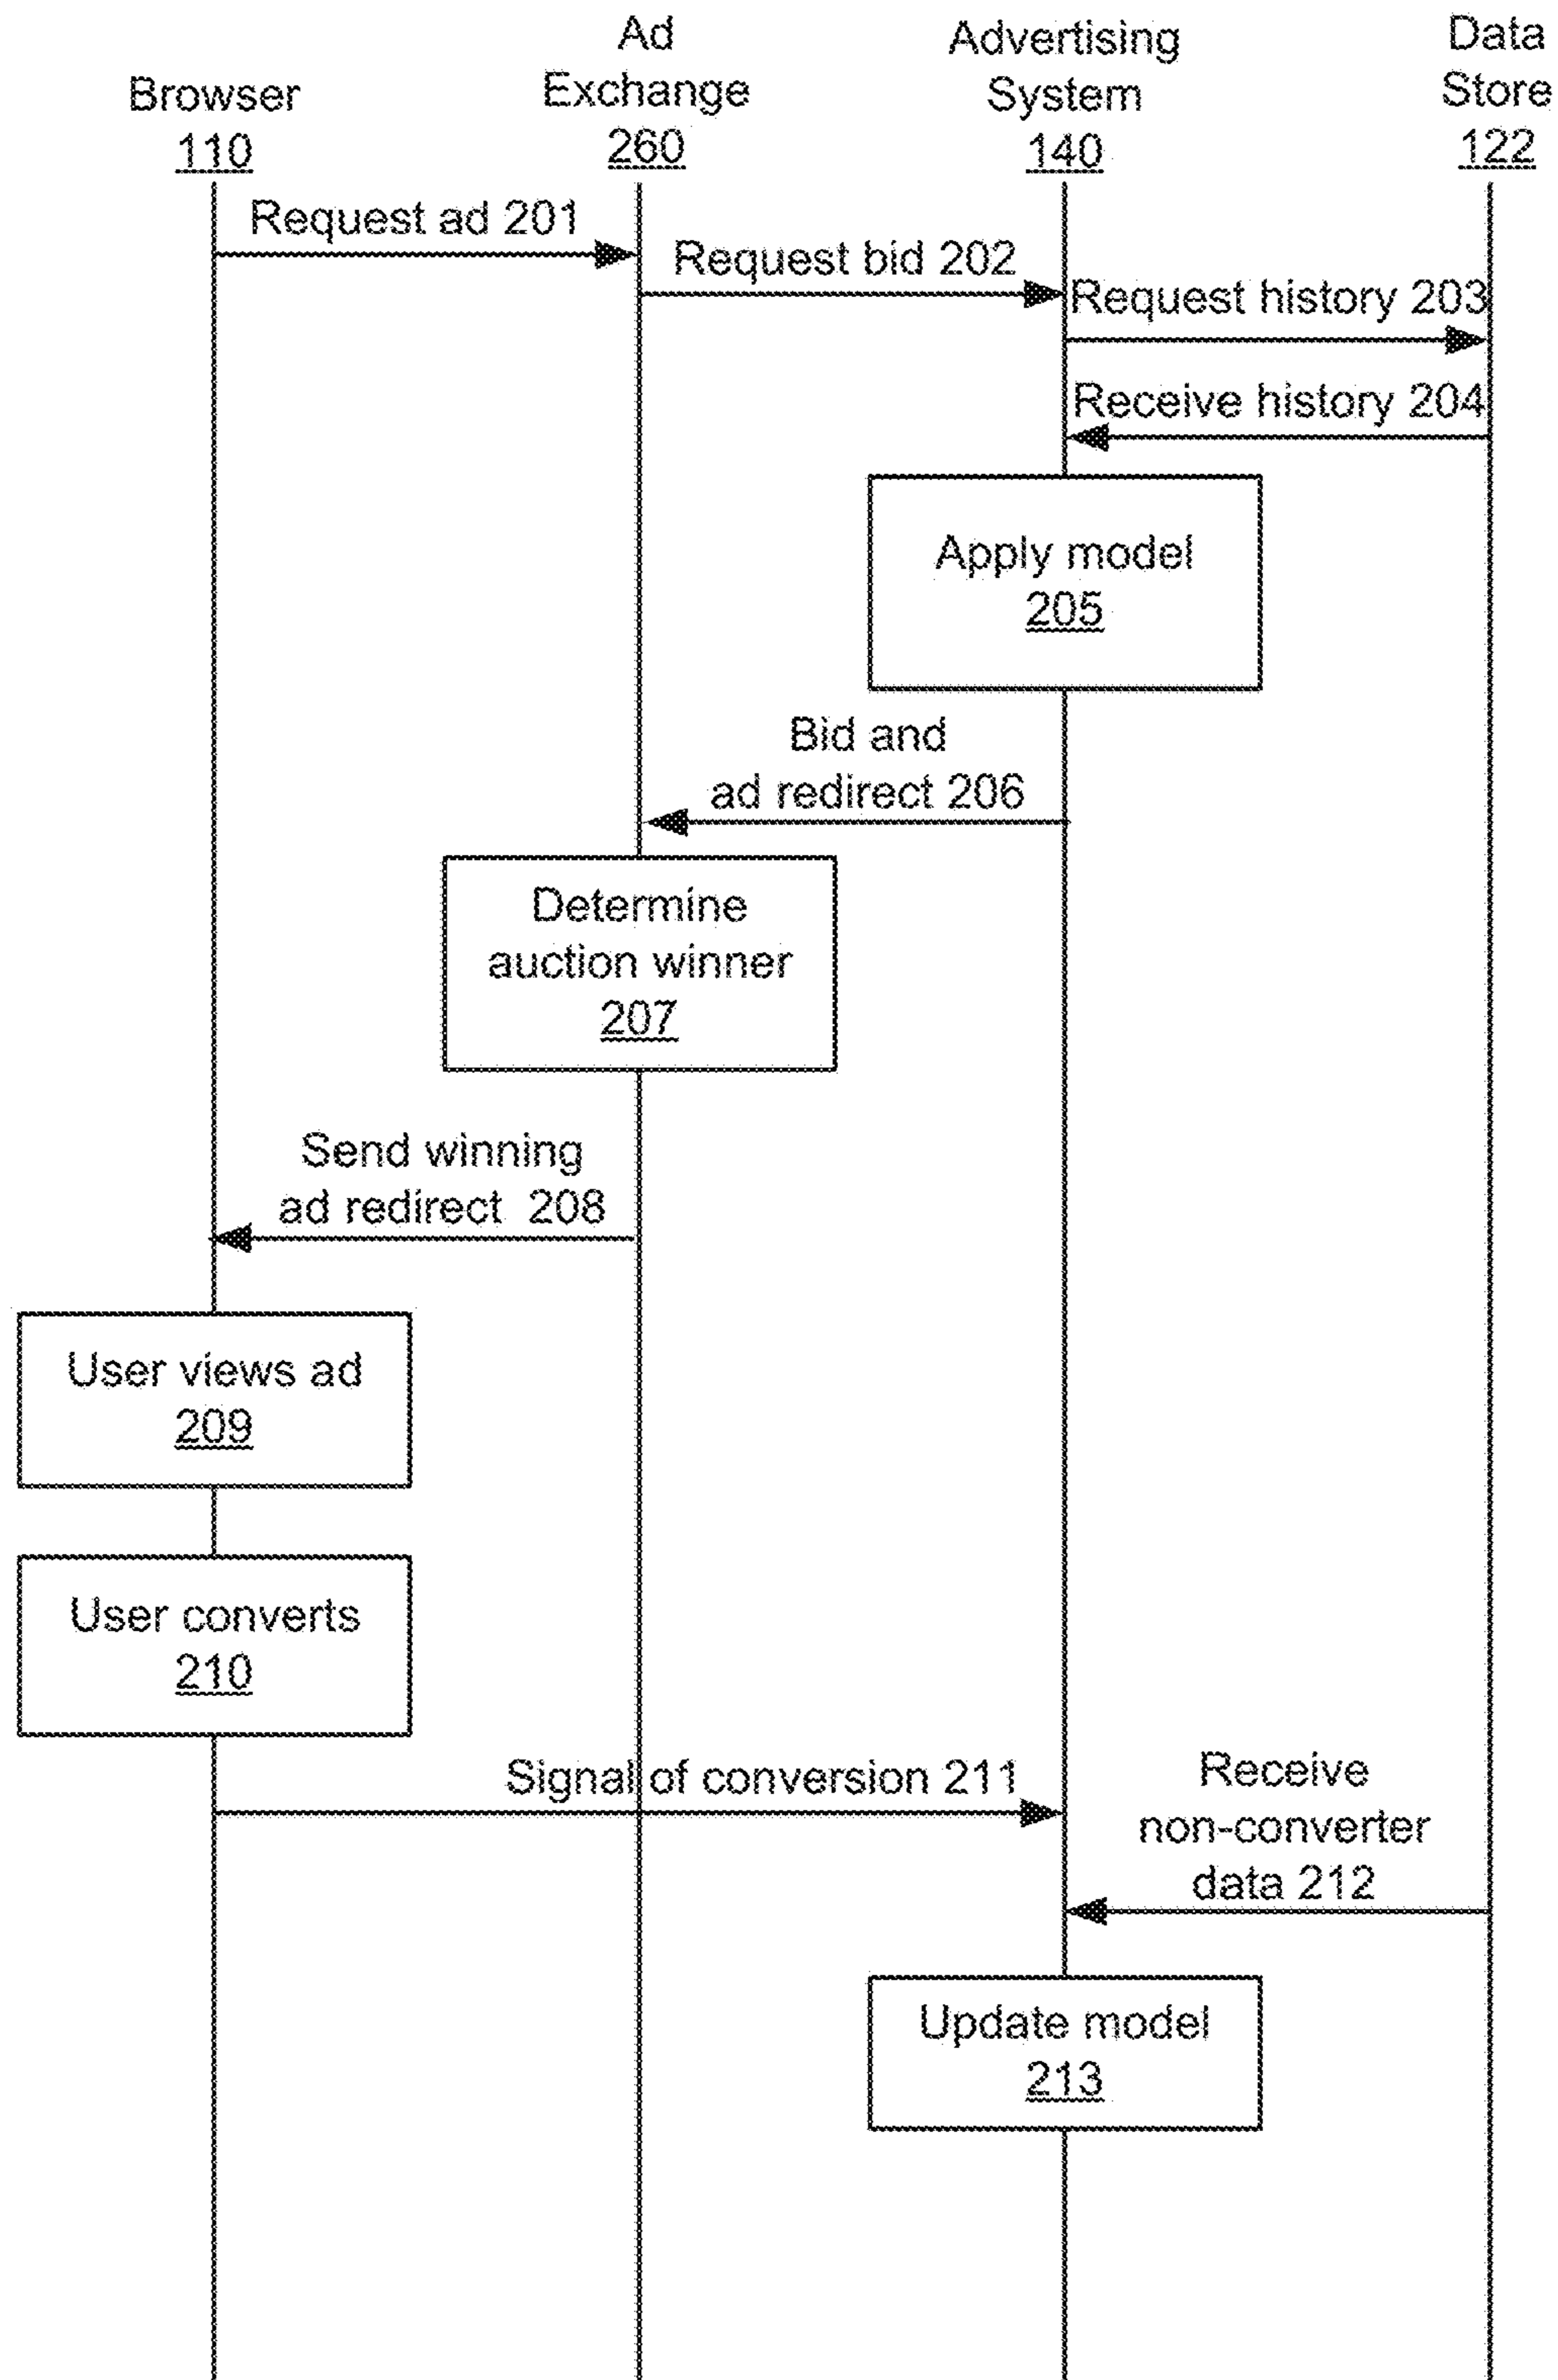 Browser
110
Ad
Exchange
260
Advertising
System
140
Data
Store
122
Request ad 201
Request bid 202
Request history 203
Receive history 204
Apply model
205
Bid and
ad redirect 206
Determine
auction winner
207
Send winning
ad redirect 208
User views ad
209
User converts
210
Signal of conversion 211
Receive
non-converter
data 212
Update model
213